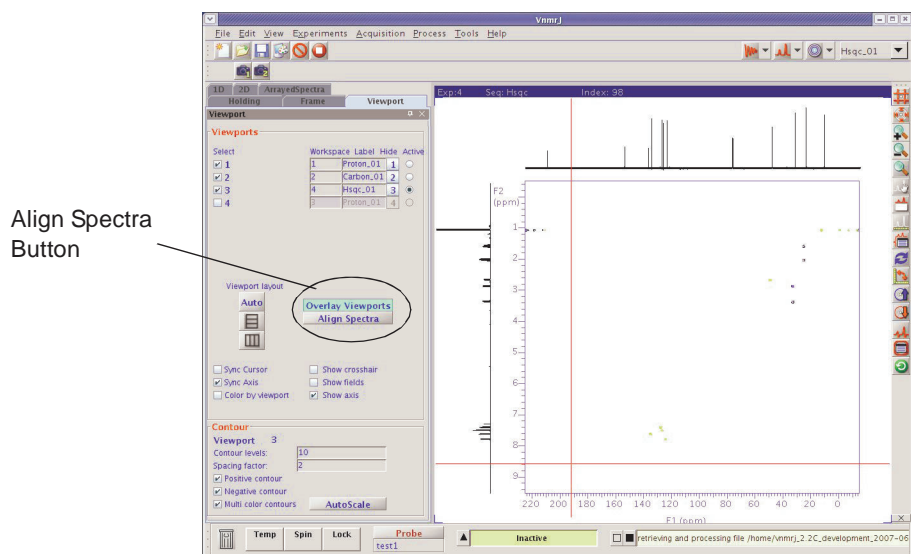 VnmrJ
File Edit View Experiments Acquisition Process Tools Help
Hsqc_01
1D 2D ArrayedSpectra
Holding Frame Viewport
Viewport
Exp:4 Seq: Hsqc Index: 98
Viewports
Select Workspace Label Hide Active
1 1 Proton_01 1
2 2 Carbon_01 2
3 4 Hsqc_01 3
4 3 Proton_01 4
Align Spectra
Button
Viewport layout
Auto
Overlay Viewports
Align Spectra
Sync Cursor Show crosshair
Sync Axis Show fields
Color by viewport Show axis
Contour
Viewport 3
Contour levels: 10
Spacing factor: 2
Positive contour
Negative contour
Multi color contours AutoScale
F2
(ppm)
1
2
3
4
5
6
7
8
9
220 200 180 160 140 120 100 80 60 40 20 0
F1 (ppm)
Temp Spin Lock Probe
test1
Inactive
retrieving and processing file /home/vnmrj_2.2C_development_2007-06